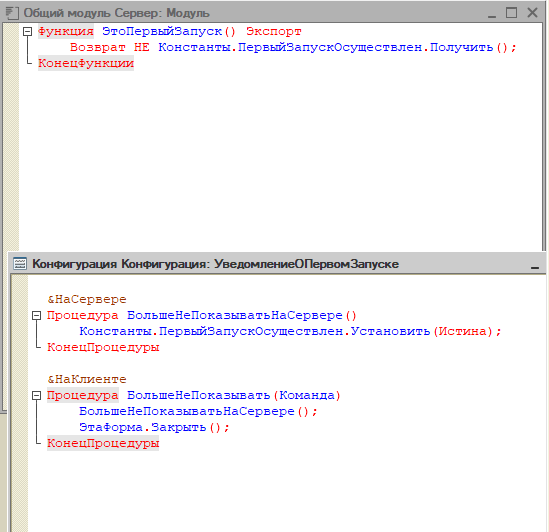 Общий модуль Сервер: Модуль
Функция ЭтоПервыйЗапуск() Экспорт
Возврат НЕ Константы.ПервыйЗапускОсуществлен.Получить();
КонецФункции
Конфигурация Конфигурация: УведомлениеОПервомЗапуске
&НаСервере
Процедура БольшеНеПоказыватьНаСервере()
Константы.ПервыйЗапускОсуществлен.Установить(Истина);
КонецПроцедуры
&НаКлиенте
Процедура БольшеНеПоказывать(Команда)
БольшеНеПоказыватьНаСервере();
ЭтаФорма.Закрыть();
КонецПроцедуры